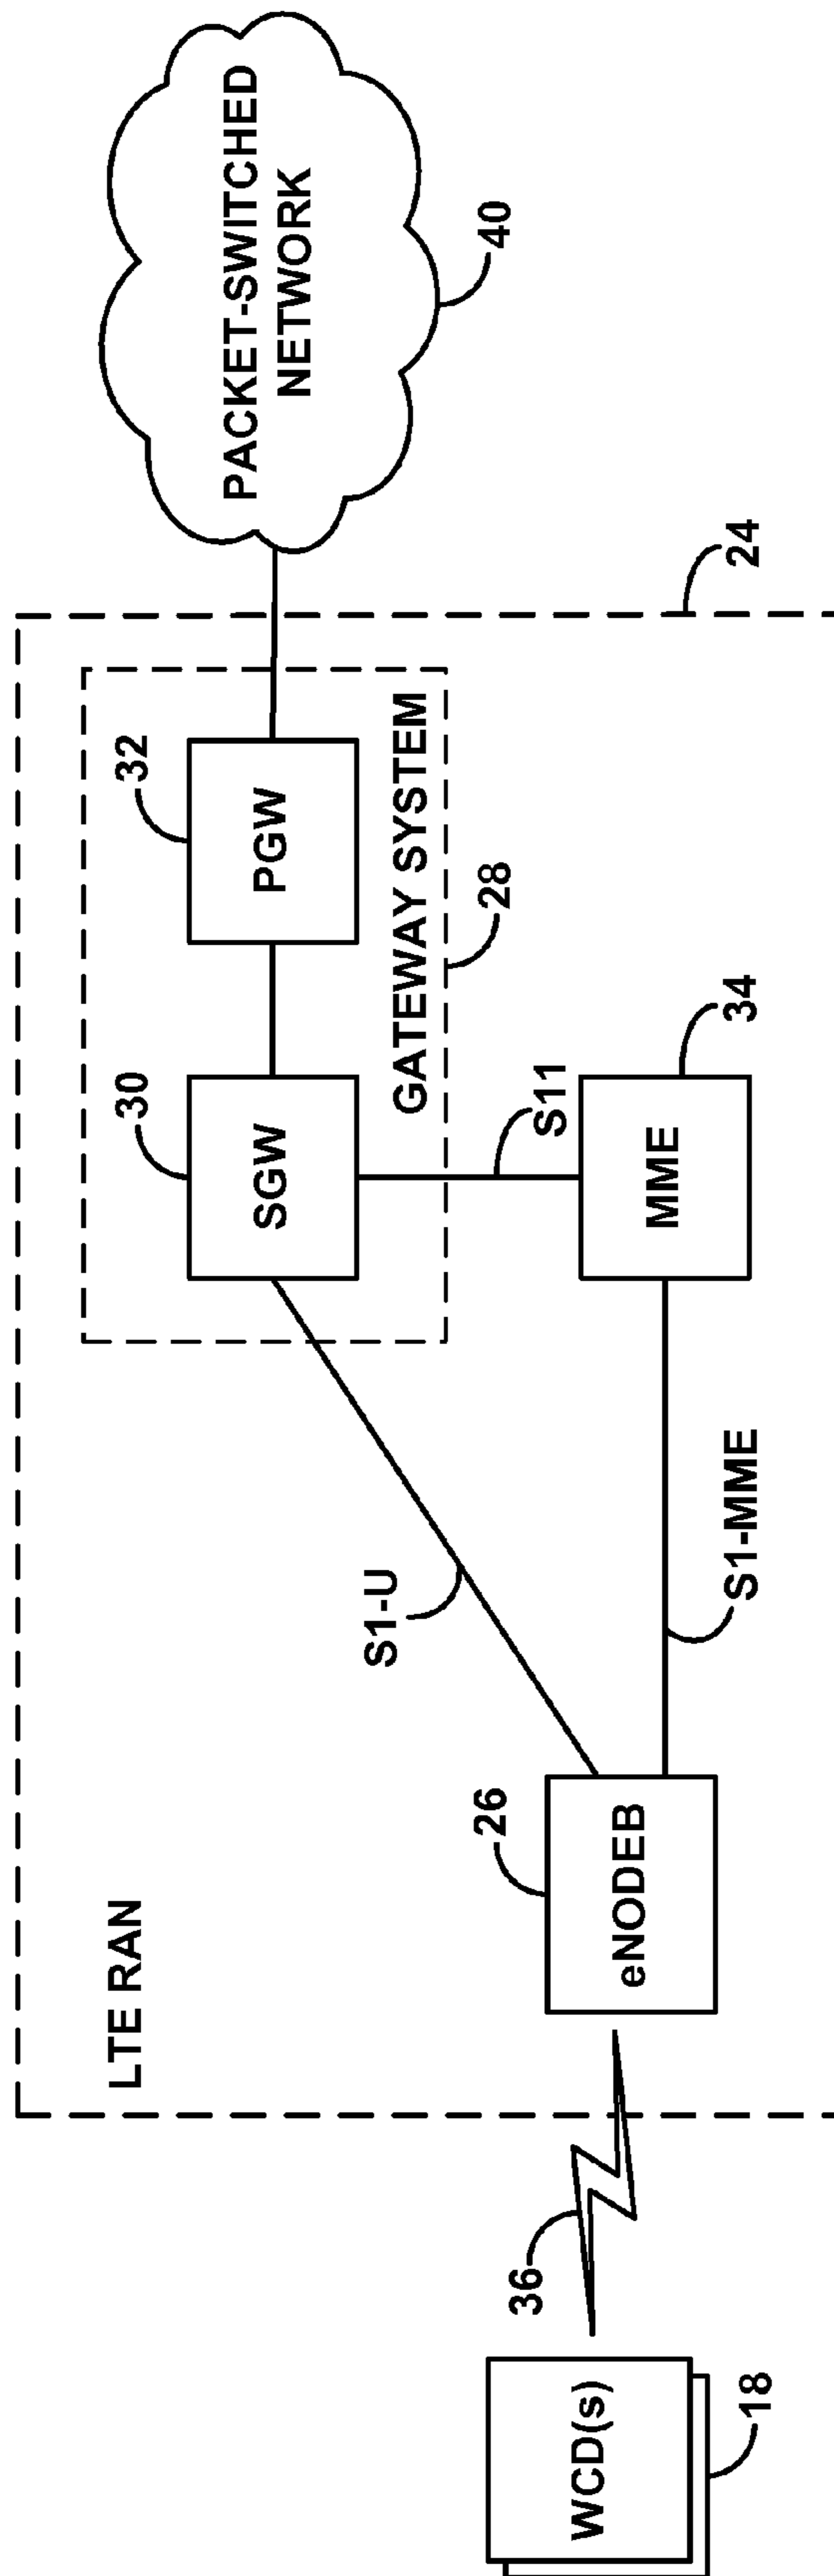 LTE RAN
WCD(s)
18
36
eNODEB
26
S1-U
S1-MME
SGW
30
S11
MME
34
PGW
32
GATEWAY SYSTEM
28
24
PACKET-SWITCHED
NETWORK
40